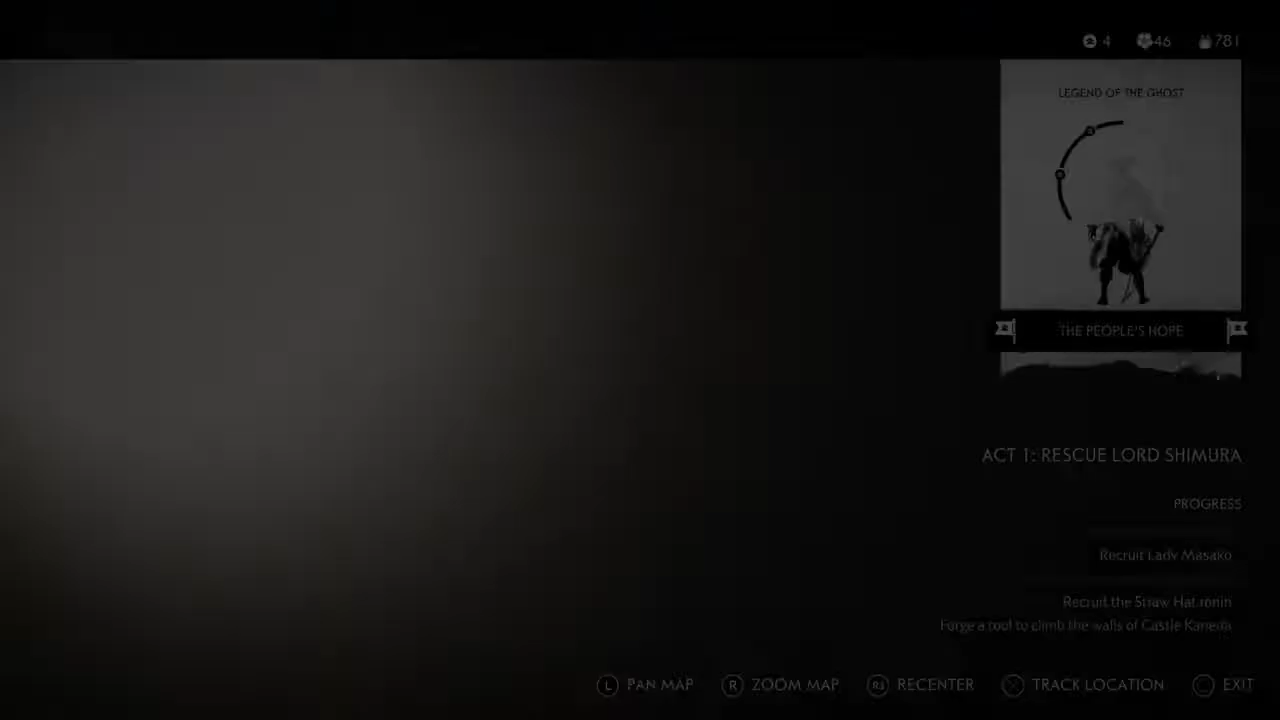 4 46 781
LEGEND OF THE GHOST
THE PEOPLE'S HOPE
ACT 1: RESCUE LORD SHIMURA
PROGRESS
Recruit Lady Masako
Recruit the Straw Hat ronin
Forge a tool to climb the walls of Castle Kaneda
L PAN MAP R ZOOM MAP R3 RECENTER TRACK LOCATION EXIT